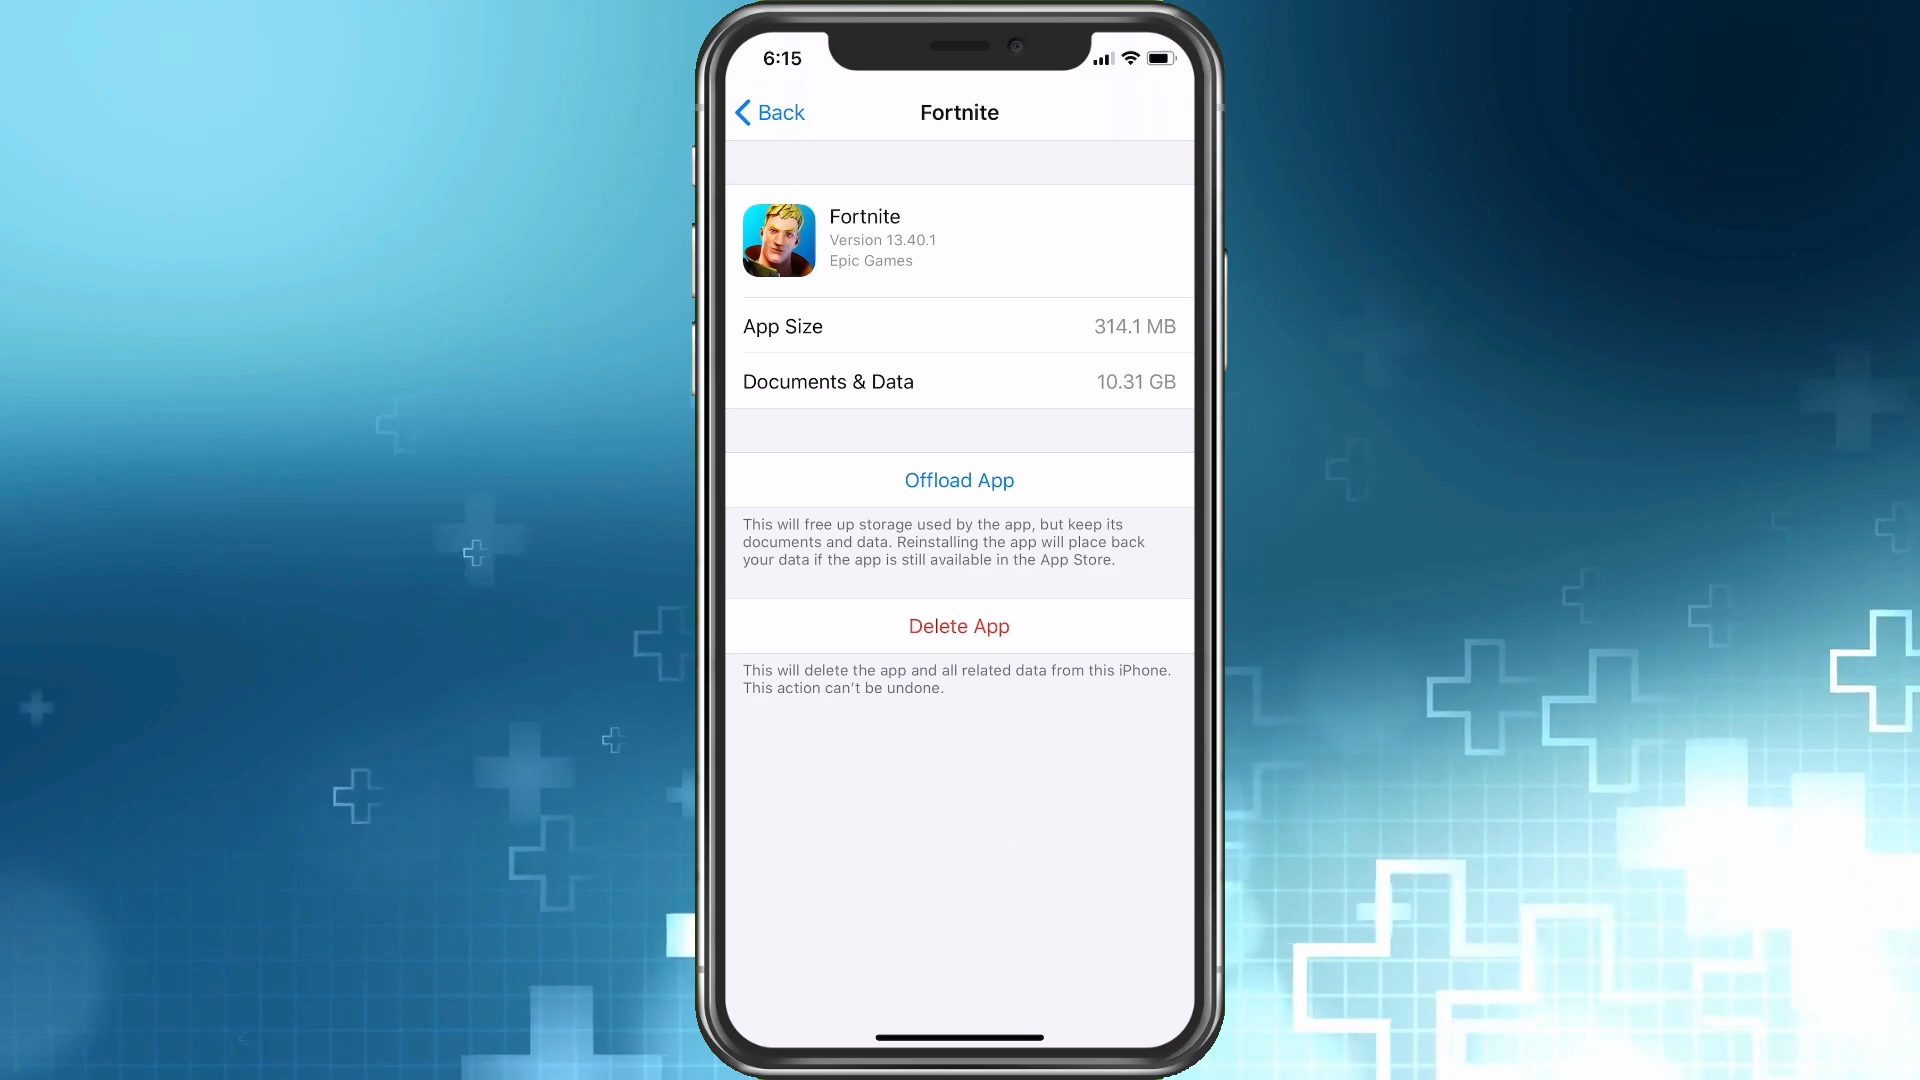 6:15
Back
Fortnite
Fortnite
Version 13.40.1
Epic Games
App Size 314.1 MB
Documents & Data 10.31 GB
Offload App
This will free up storage used by the app, but keep its
documents and data. Reinstalling the app will place back
your data if the app is still available in the App Store.
Delete App
This will delete the app and all related data from this iPhone.
This action can’t be undone.